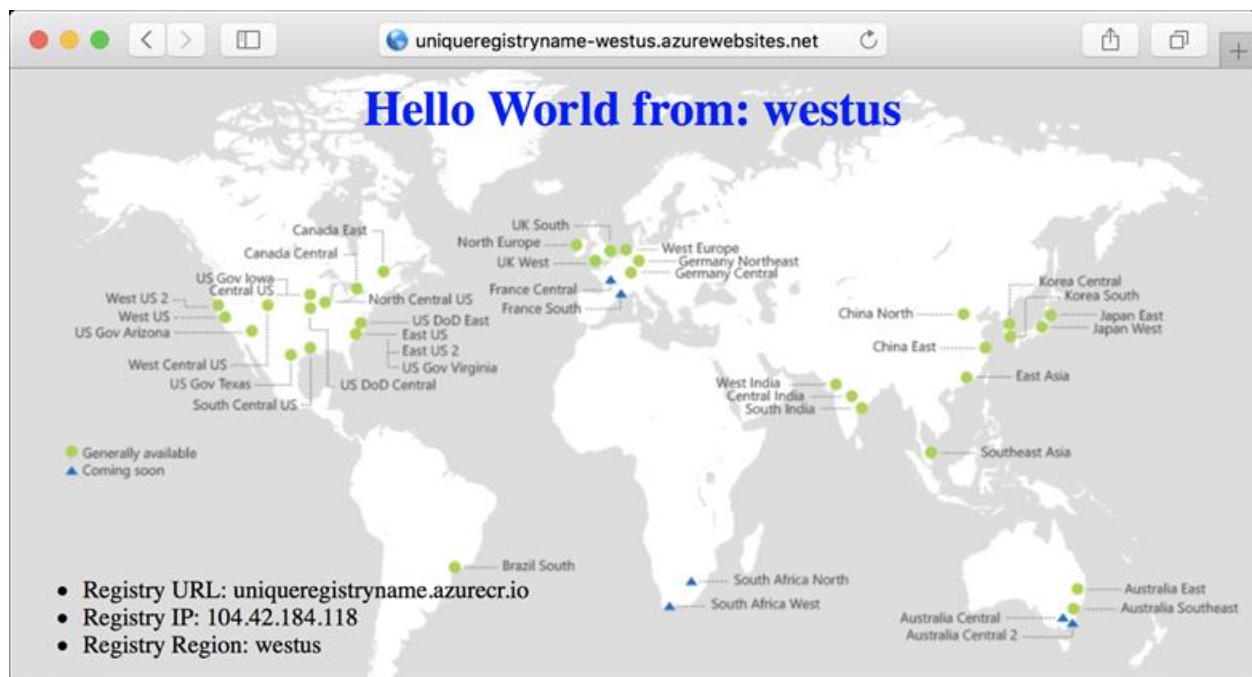 uniqueregistryname-westus.azurewebsites.net
Hello World from: westus
Canada East
Canada Central
US Gov Iowa
Central US
West US 2
West US
US Gov Arizona
West Central US
US Gov Texas
South Central US
North Central US
US DoD East
East US
East US 2
US Gov Virginia
US DoD Central
UK South
North Europe
UK West
West Europe
Germany Northeast
Germany Central
France Central
France South
Korea Central
Korea South
China North
Japan East
Japan West
China East
East Asia
West India
Central India
South India
Southeast Asia
Generally available
Coming soon
Brazil South
South Africa North
South Africa West
Australia East
Australia Southeast
Australia Central
Australia Central 2
• Registry URL: uniqueregistryname.azurecr.io
• Registry IP: 104.42.184.118
• Registry Region: westus